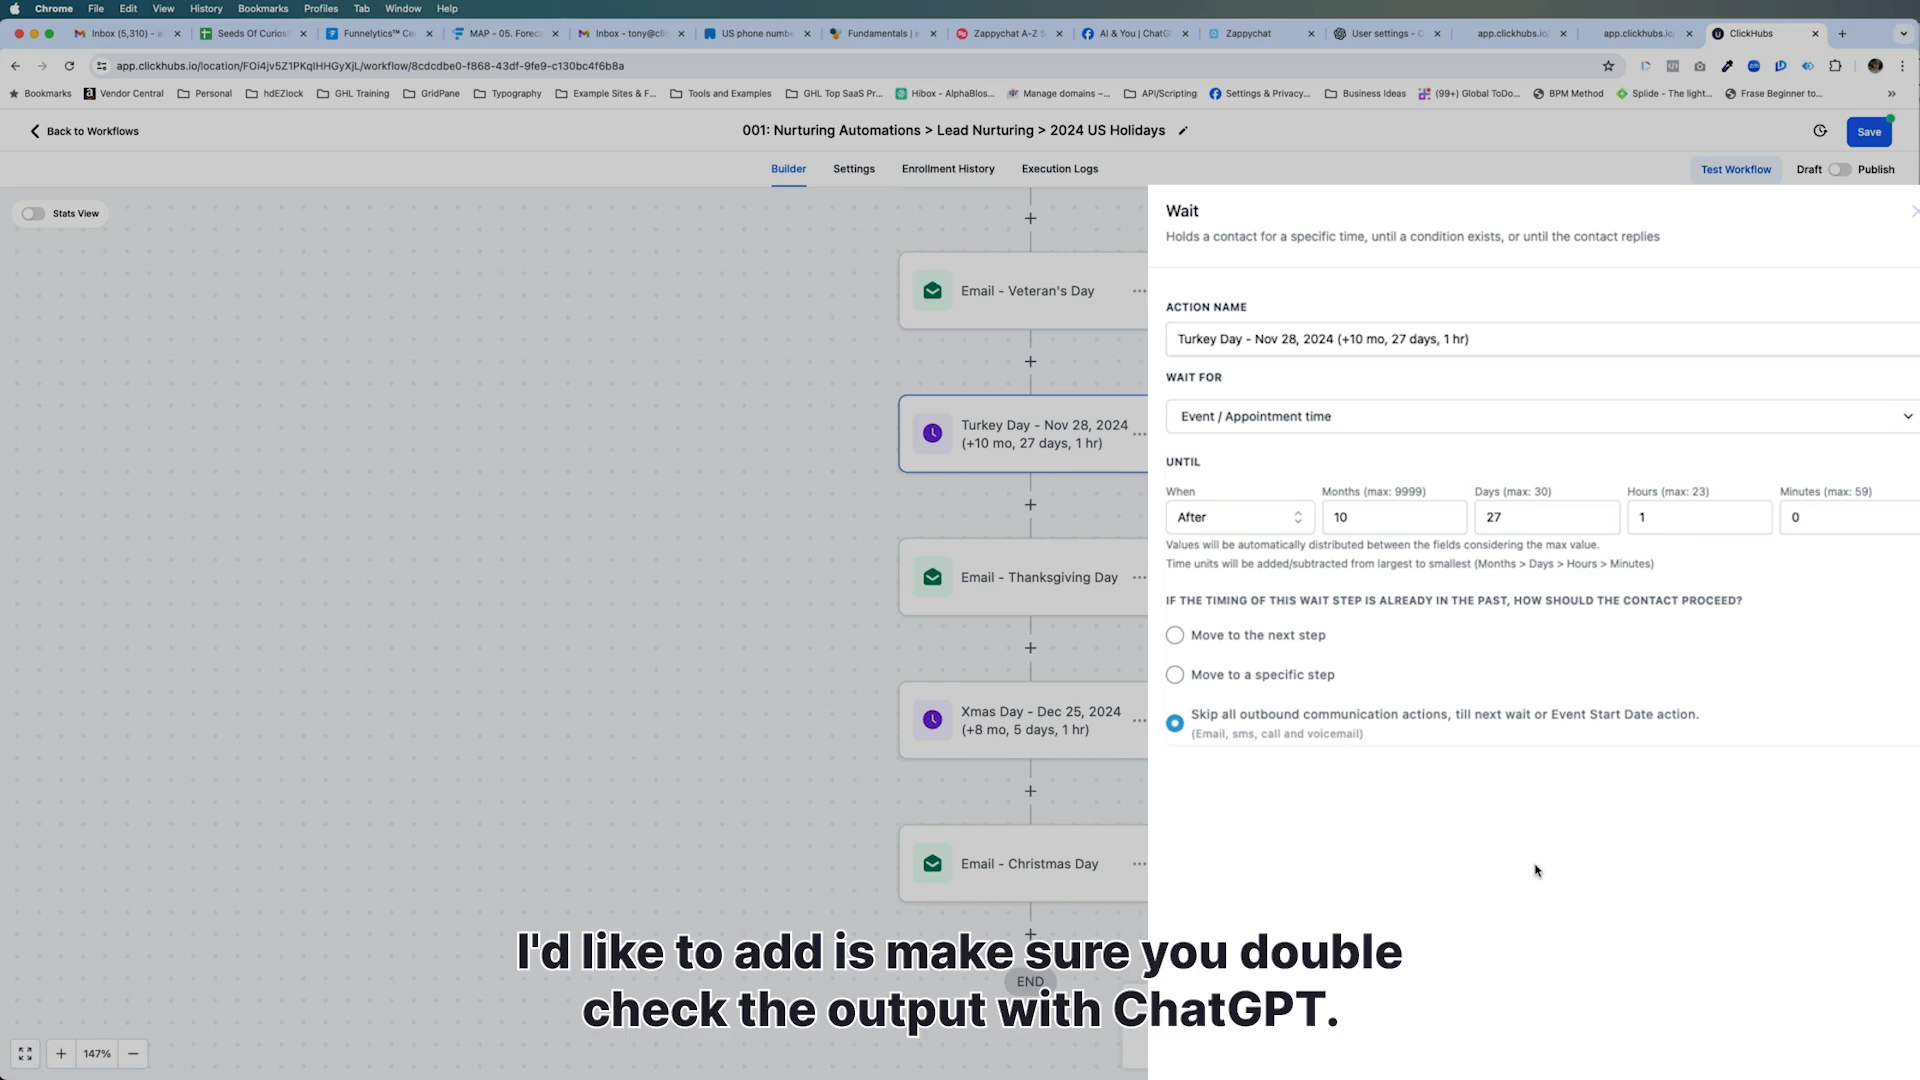 Chrome File Edit View History Bookmarks Profiles Tab Window Help
Inbox (5,310) - a Seeds Of Curios Funnelytics™ Ce MAP - 05. Foreca Inbox - tony@clic US phone numbe Fundamentals | Zappychat A-Z S AI & You | ChatG Zappychat User settings - C app.clickhubs.io/ app.clickhubs.io/ ClickHubs
app.clickhubs.io/location/FOi4jv5Z1PKqIHHGyXjL/workflow/8cdcdbe0-f868-43df-9fe9-c130bc4f6b8a
Bookmarks Vendor Central Personal hdEZlock GHL Training GridPane Typography Example Sites & F... Tools and Examples GHL Top SaaS Pr... Hibox - AlphaBlos... Manage domains –... API/Scripting Settings & Privacy... Business Ideas (99+) Global ToDo... BPM Method Splide - The light... Frase Beginner to... »
Back to Workflows
001: Nurturing Automations > Lead Nurturing > 2024 US Holidays
Save
Builder Settings Enrollment History Execution Logs
Test Workflow Draft Publish
Stats View
Email - Veteran's Day
Turkey Day - Nov 28, 2024
(+10 mo, 27 days, 1 hr)
Email - Thanksgiving Day
Xmas Day - Dec 25, 2024
(+8 mo, 5 days, 1 hr)
Email - Christmas Day
END
147%
Wait
Holds a contact for a specific time, until a condition exists, or until the contact replies
ACTION NAME
Turkey Day - Nov 28, 2024 (+10 mo, 27 days, 1 hr)
WAIT FOR
Event / Appointment time
UNTIL
When Months (max: 9999) Days (max: 30) Hours (max: 23) Minutes (max: 59)
After 10 27 1 0
Values will be automatically distributed between the fields considering the max value.
Time units will be added/subtracted from largest to smallest (Months > Days > Hours > Minutes)
IF THE TIMING OF THIS WAIT STEP IS ALREADY IN THE PAST, HOW SHOULD THE CONTACT PROCEED?
Move to the next step
Move to a specific step
Skip all outbound communication actions, till next wait or Event Start Date action.
(Email, sms, call and voicemail)
I'd like to add is make sure you double
check the output with ChatGPT.